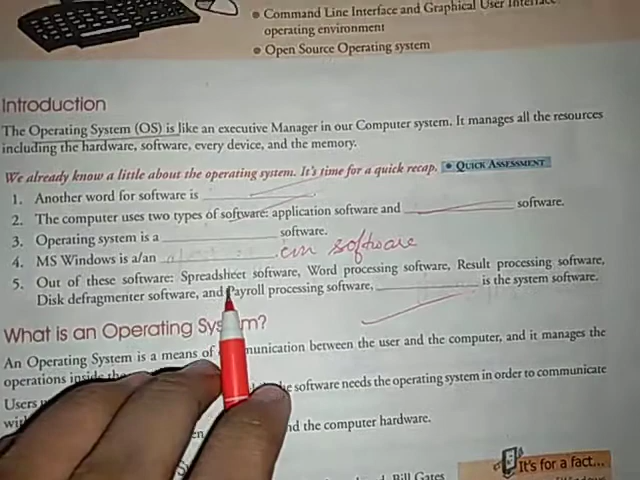 Command Line Interface and Graphical User Interface
operating environment
Open Source Operating system
Introduction
The Operating System (OS) is like an executive Manager in our Computer system. It manages all the resources
including the hardware, software, every device, and the memory.
We already know a little about the operating system. It's time for a quick recap. • QUICK ASSESSMENT
1. Another word for software is ____________.
2. The computer uses two types of software: application software and ____________ software.
3. Operating system is a ____________ software.
4. MS Windows is a/an ____________. an software
5. Out of these software: Spreadsheet software, Word processing software, Result processing software,
Disk defragmenter software, and Payroll processing software, ____________ is the system software.
What is an Operating System?
An Operating System is a means of communication between the user and the computer, and it manages the
operations inside the
Users software needs the operating system in order to communicate
and the computer hardware.
It's for a fact...
Bill Gates